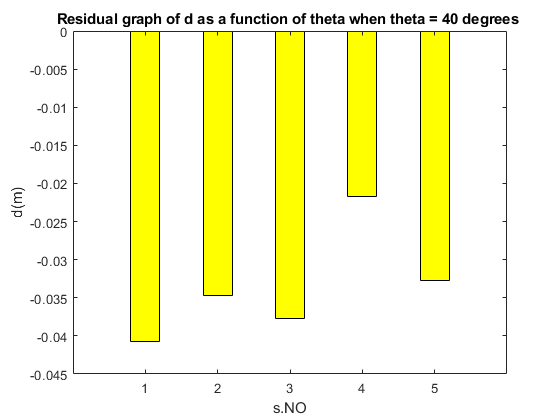 Residual graph of d as a function of theta when theta = 40 degrees
0
-0.005
-0.01
-0.015
-0.02
-0.025
-0.03
-0.035
-0.04
-0.045
d(m)
1 2 3 4 5
s.NO